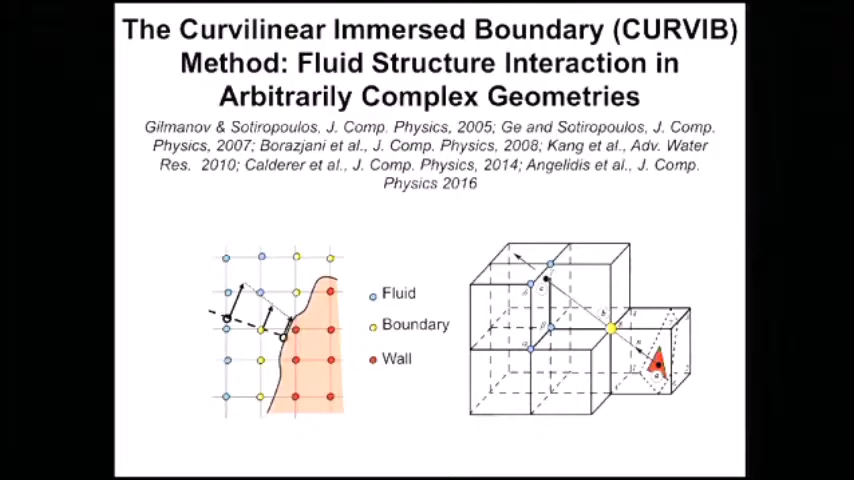 The Curvilinear Immersed Boundary (CURVIB)
Method: Fluid Structure Interaction in
Arbitrarily Complex Geometries
Gilmanov & Sotiropoulos, J. Comp. Physics, 2005; Ge and Sotiropoulos, J. Comp.
Physics, 2007; Borazjani et al., J. Comp. Physics, 2008; Kang et al., Adv. Water
Res. 2010; Calderer et al., J. Comp. Physics, 2014; Angelidis et al., J. Comp.
Physics 2016
Fluid
Boundary
Wall